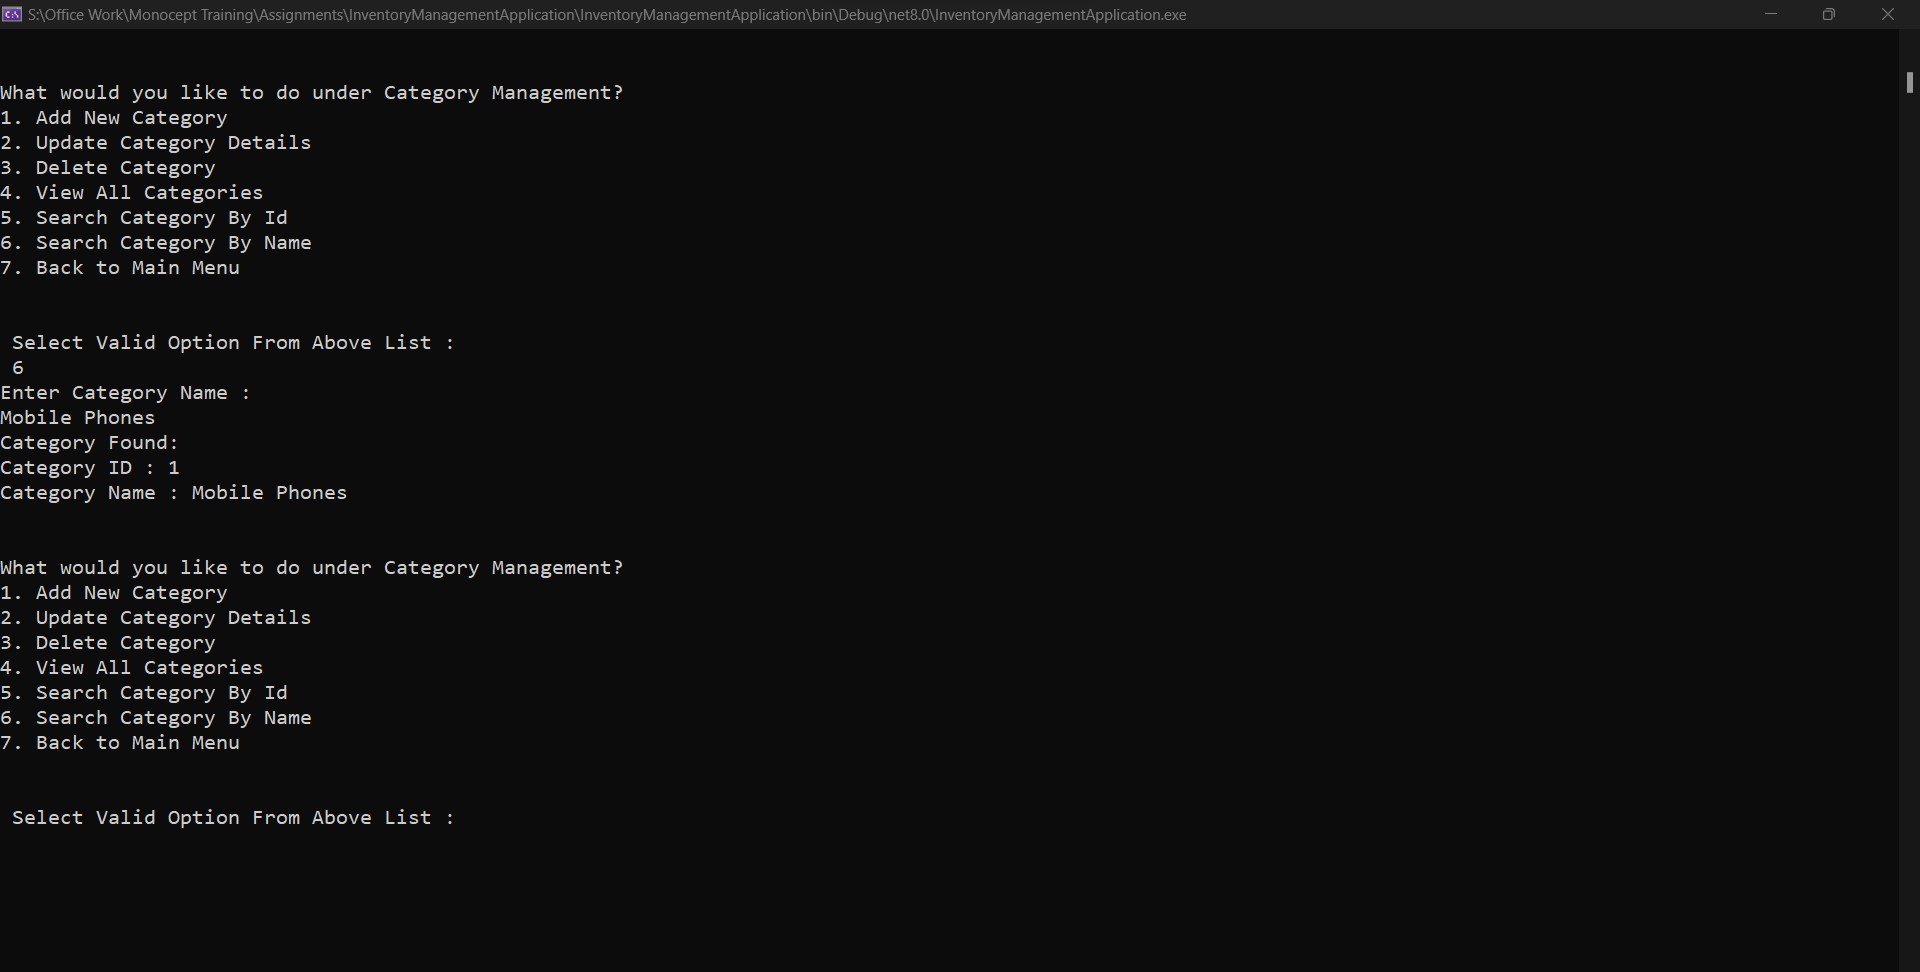 S:\Office Work\Monocept Training\Assignments\InventoryManagementApplication\InventoryManagementApplication\bin\Debug\net8.0\InventoryManagementApplication.exe
What would you like to do under Category Management?
1. Add New Category
2. Update Category Details
3. Delete Category
4. View All Categories
5. Search Category By Id
6. Search Category By Name
7. Back to Main Menu
Select Valid Option From Above List :
6
Enter Category Name :
Mobile Phones
Category Found:
Category ID : 1
Category Name : Mobile Phones
What would you like to do under Category Management?
1. Add New Category
2. Update Category Details
3. Delete Category
4. View All Categories
5. Search Category By Id
6. Search Category By Name
7. Back to Main Menu
Select Valid Option From Above List :